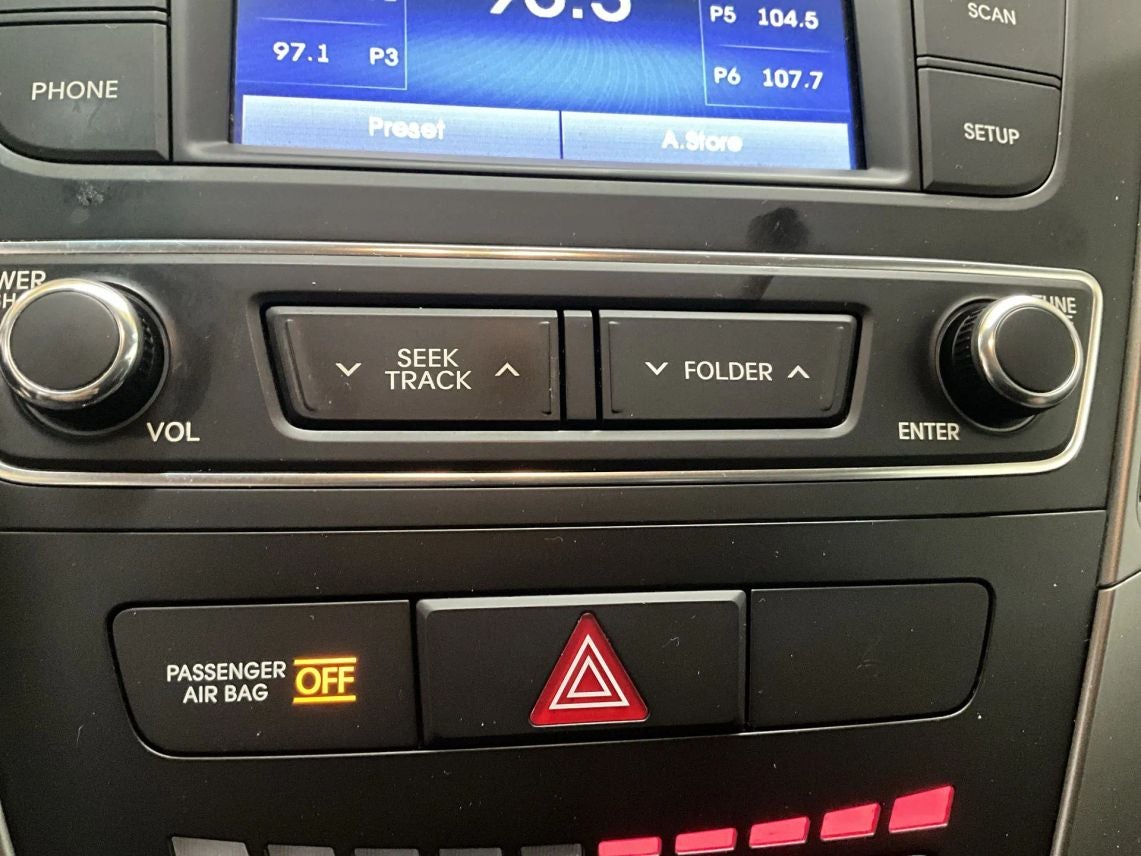 P5 104.5
SCAN
97.1 P3
PHONE
P6 107.7
Preset
A.Store
SETUP
SEEK
TRACK
FOLDER
VOL
ENTER
PASSENGER
AIR BAG
OFF